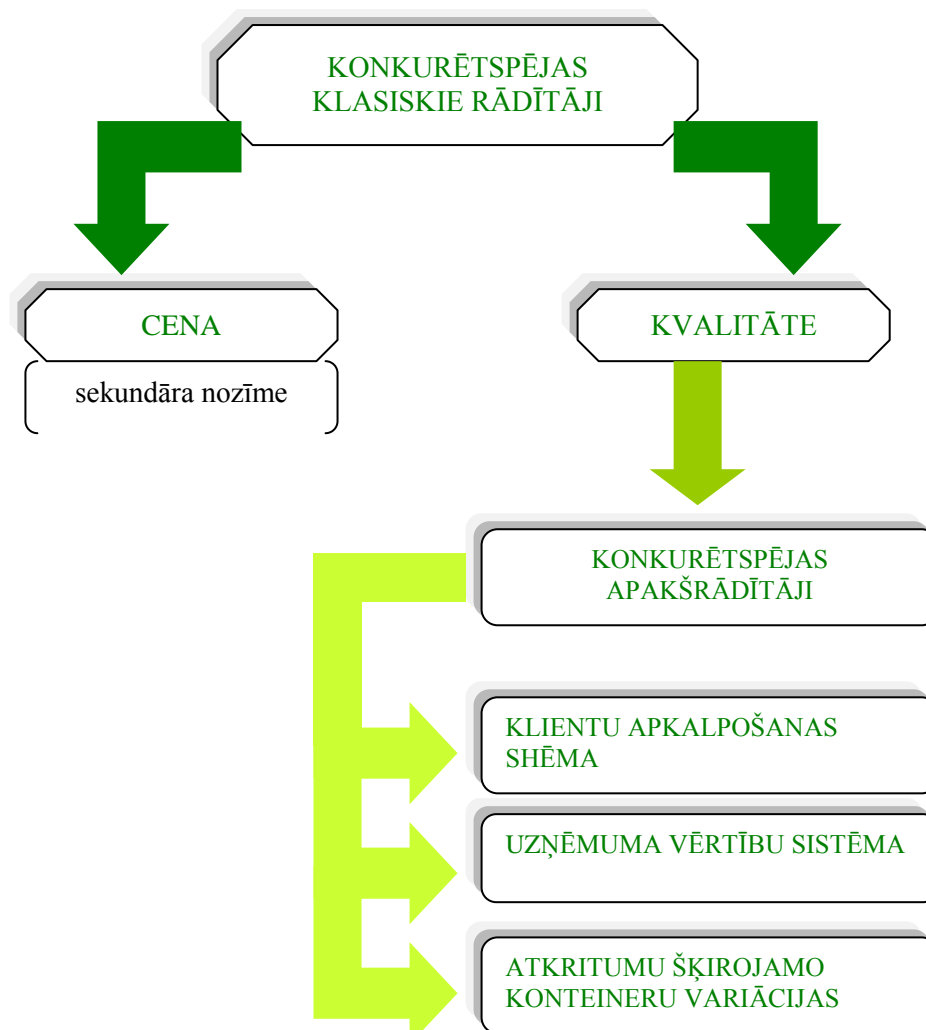 KONKURĒTSPĒJAS
KLASISKIE RĀDĪTĀJI
CENA
KVALITĀTE
sekundāra nozīme
KONKURĒTSPĒJAS
APAKŠRĀDĪTĀJI
KLIENTU APKALPOŠANAS
SHĒMA
UZŅĒMUMA VĒRTĪBU SISTĒMA
ATKRITUMU ŠĶIROJAMO
KONTEINERU VARIĀCIJAS